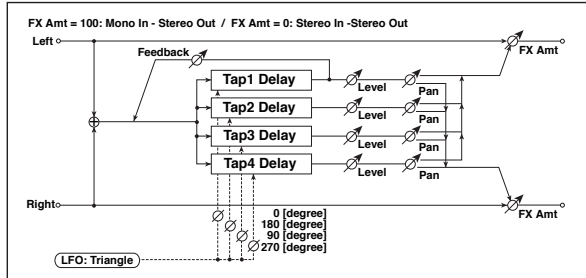 FX Amt = 100: Mono In - Stereo Out / FX Amt = 0: Stereo In -Stereo Out
Left
FX Amt
Feedback
Tap1 Delay
Level
Pan
Tap2 Delay
Level
Pan
Tap3 Delay
Level
Pan
Tap4 Delay
Level
Pan
Right
FX Amt
0 [degree]
180 [degree]
90 [degree]
270 [degree]
LFO: Triangle